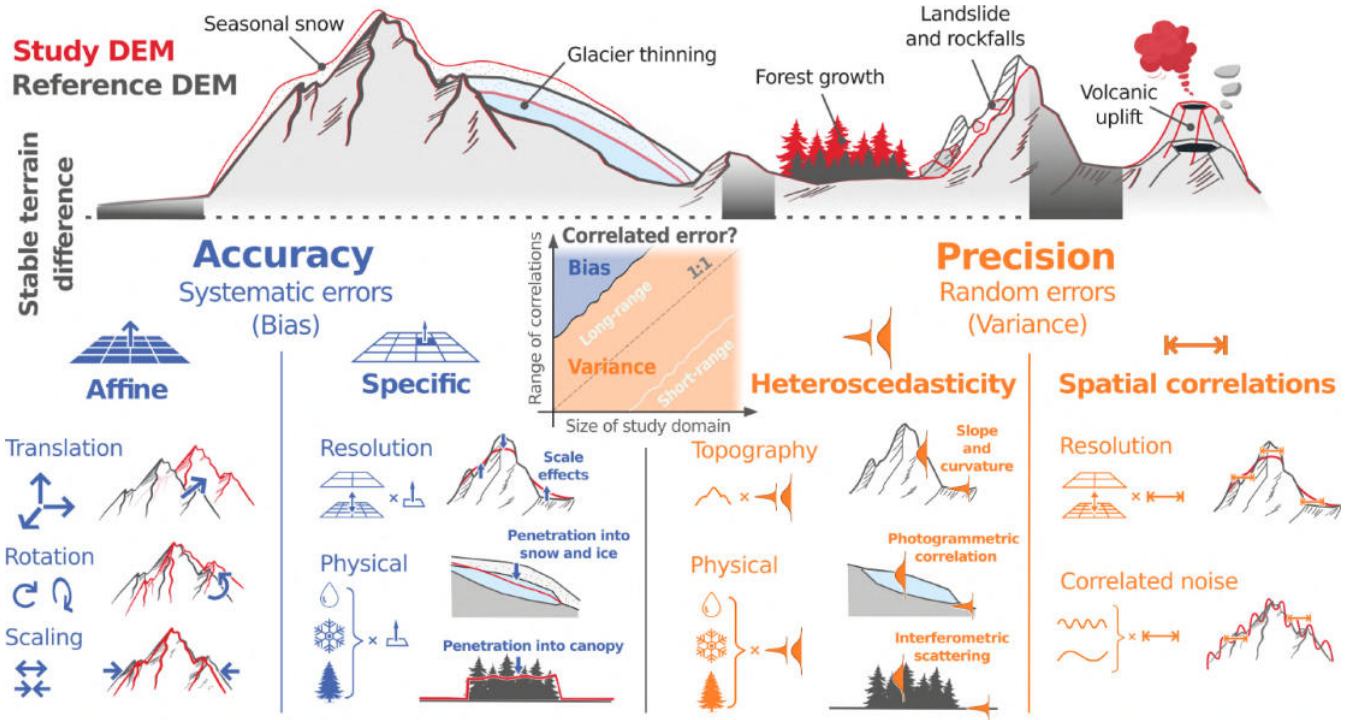 Study DEM
Reference DEM
Seasonal snow
Glacier thinning
Forest growth
Landslide
and rockfalls
Volcanic
uplift
Stable terrain
difference
Accuracy
Systematic errors
(Bias)
Affine
Translation
Rotation
Scaling
Specific
Resolution
×
Scale
effects
Physical
×
Penetration into
snow and ice
Penetration into canopy
Correlated error?
Range of correlations
Bias
1:1
Long-range
Variance
Short-range
Size of study domain
Precision
Random errors
(Variance)
Heteroscedasticity
Topography
×
Slope
and
curvature
Physical
×
Photogrammetric
correlation
Interferometric
scattering
Spatial correlations
Resolution
×
Correlated noise
×